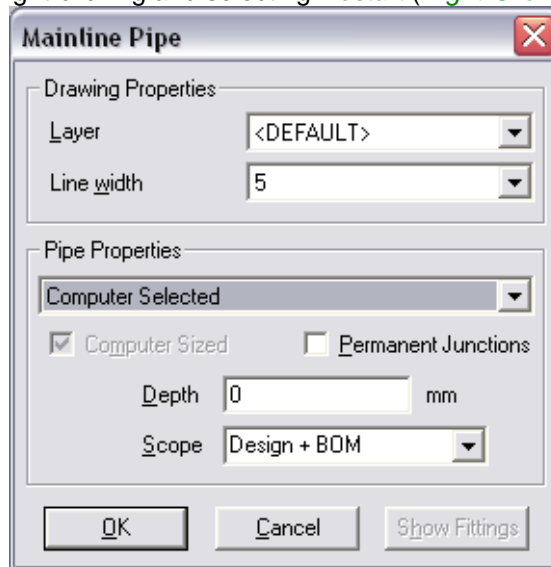 Mainline Pipe
Drawing Properties
Layer <DEFAULT>
Line width 5
Pipe Properties
Computer Selected
Computer Sized Permanent Junctions
Depth 0 mm
Scope Design + BOM
OK Cancel Show Fittings